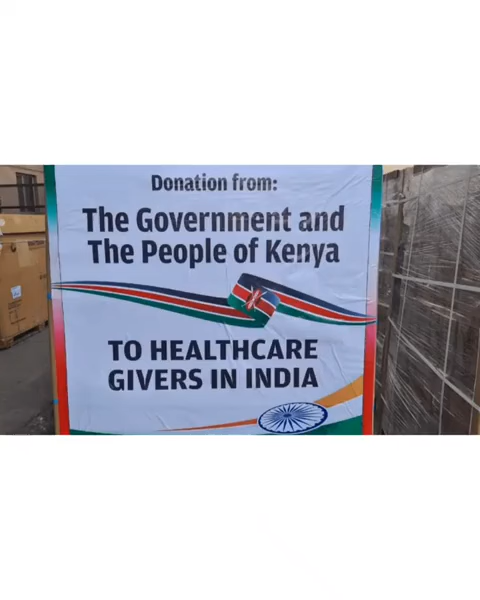 Donation from:
The Government and
The People of Kenya
TO HEALTHCARE
GIVERS IN INDIA